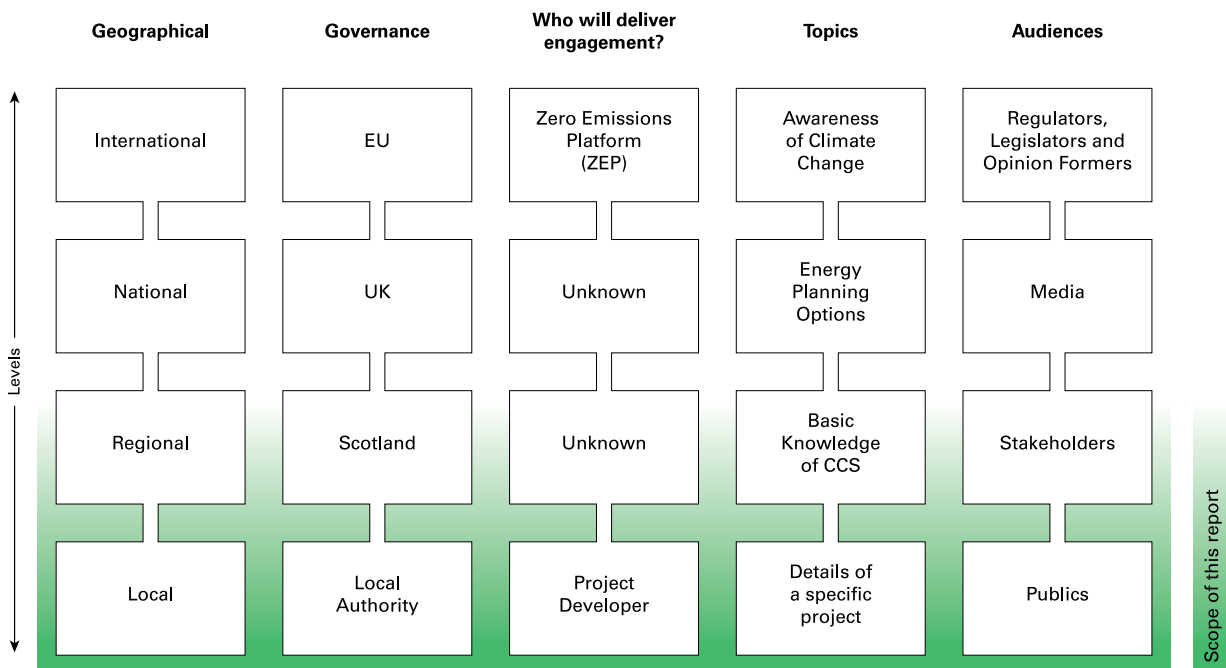 Geographical
Governance
Who will deliver
engagement?
Topics
Audiences
Levels
International
EU
Zero Emissions
Platform
(ZEP)
Awareness
of Climate
Change
Regulators,
Legislators and
Opinion Formers
National
UK
Unknown
Energy
Planning
Options
Media
Regional
Scotland
Unknown
Basic
Knowledge
of CCS
Stakeholders
Local
Local
Authority
Project
Developer
Details of
a specific
project
Publics
Scope of this report